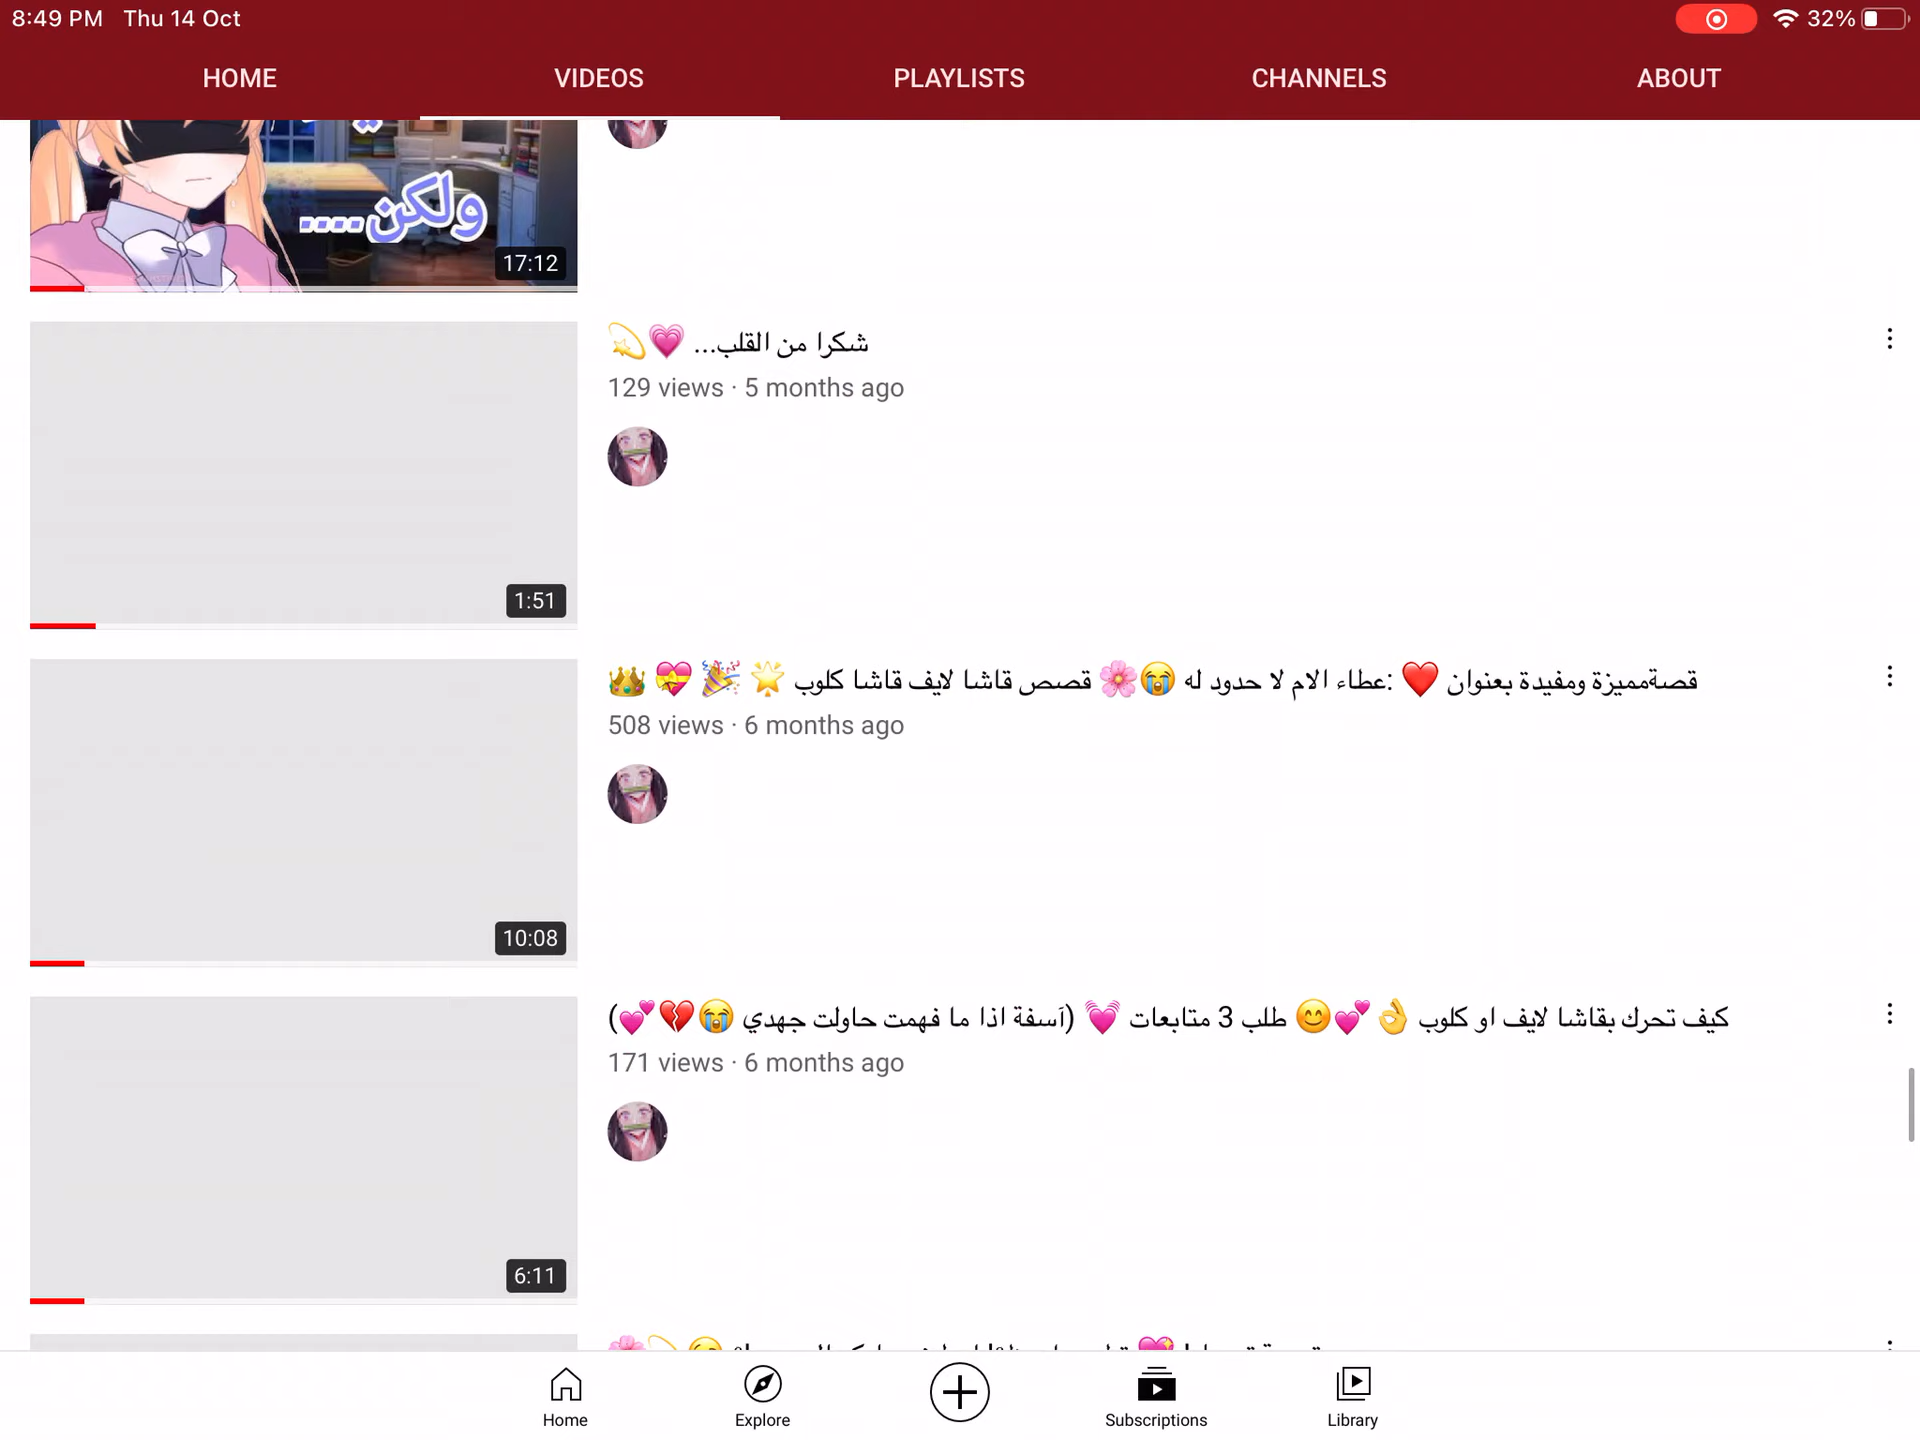 8:49 PM Thu 14 Oct
32%
HOME VIDEOS PLAYLISTS CHANNELS ABOUT
ولكن....
17:12
شكرا من القلب... 💗💫
129 views · 5 months ago
1:51
قصةمميزة ومفيدة بعنوان ❤️ :عطاء الام لا حدود له 😭🌸 قصص قاشا لايف قاشا كلوب 🌟 🎉 💝 👑
508 views · 6 months ago
10:08
كيف تحرك بقاشا لايف او كلوب 👌💕😊 طلب 3 متابعات 💓 (آسفة اذا ما فهمت حاولت جهدي 😭💔💕)
171 views · 6 months ago
6:11
Home Explore Subscriptions Library